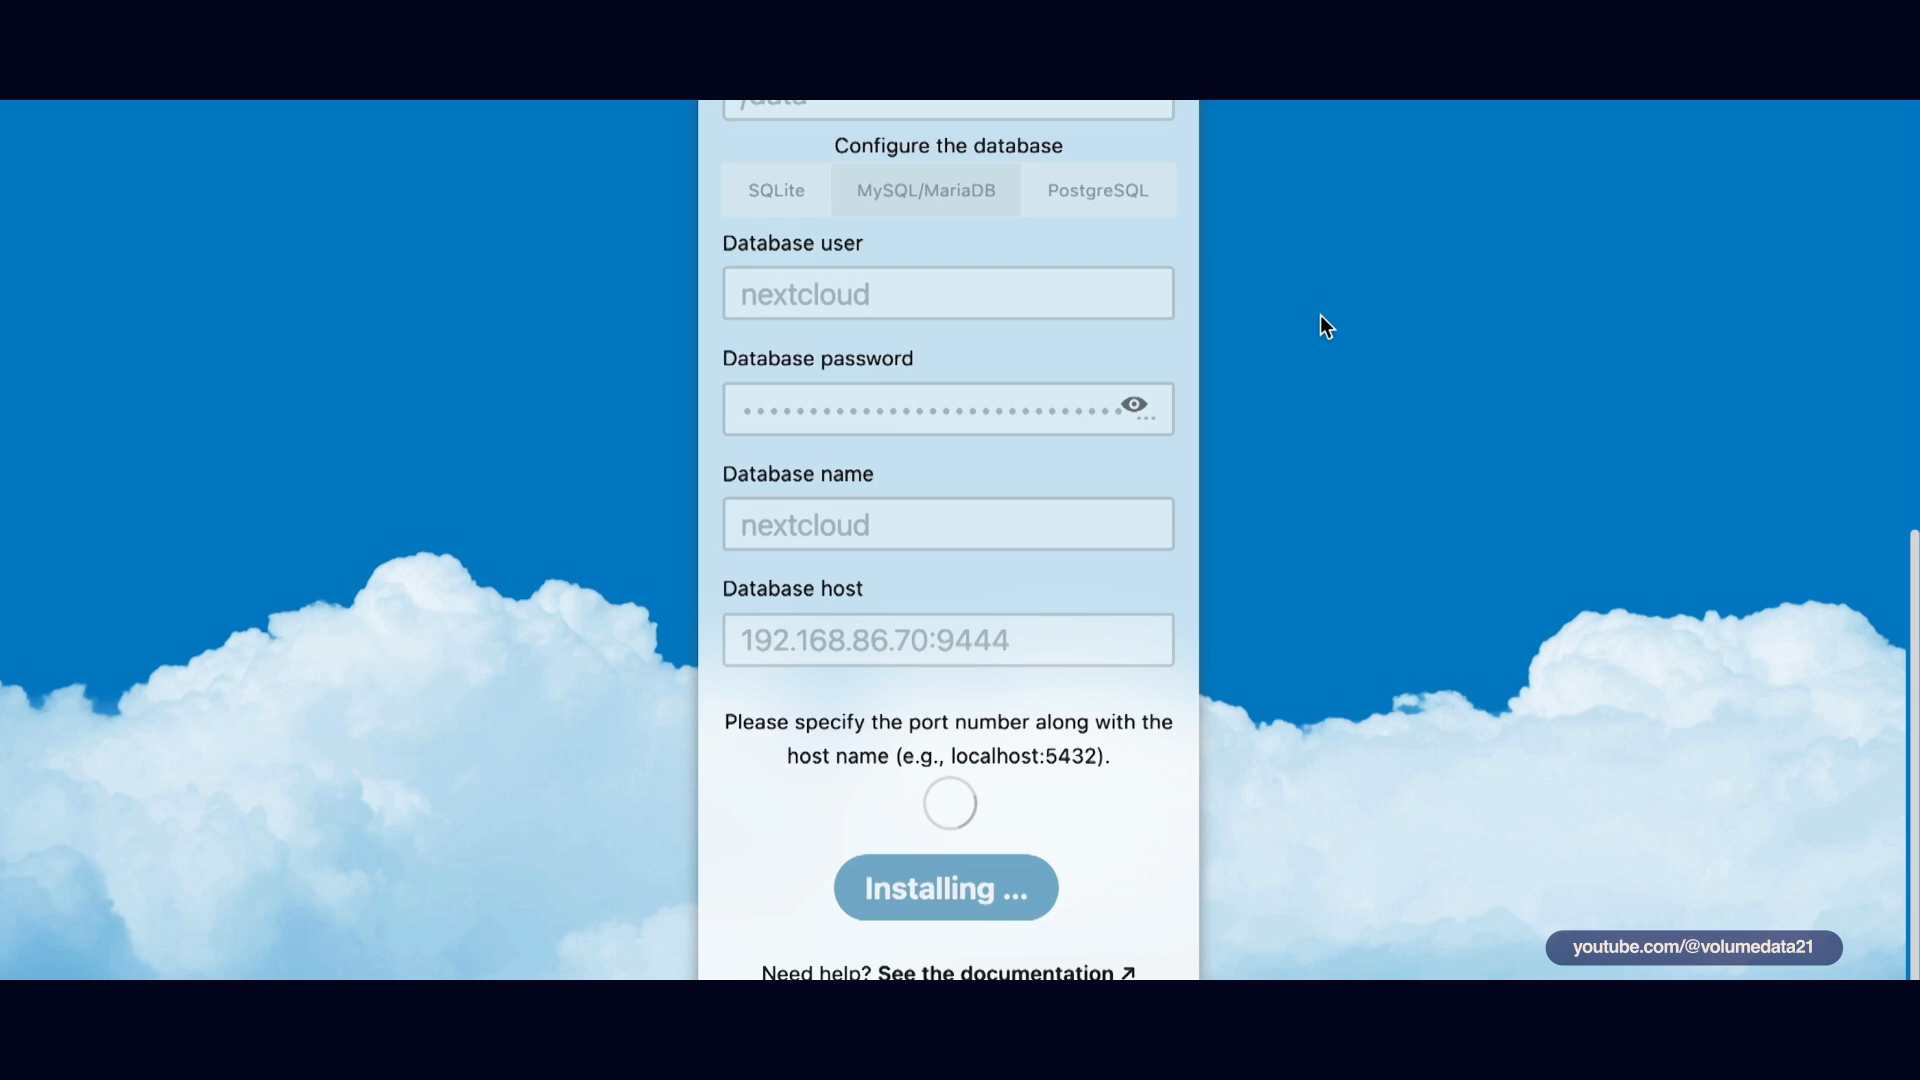 /data
Configure the database
SQLite
MySQL/MariaDB
PostgreSQL
Database user
nextcloud
Database password
Database name
nextcloud
Database host
192.168.86.70:9444
Please specify the port number along with the
host name (e.g., localhost:5432).
Installing ...
youtube.com/@volumedata21
Need help? See the documentation ↗